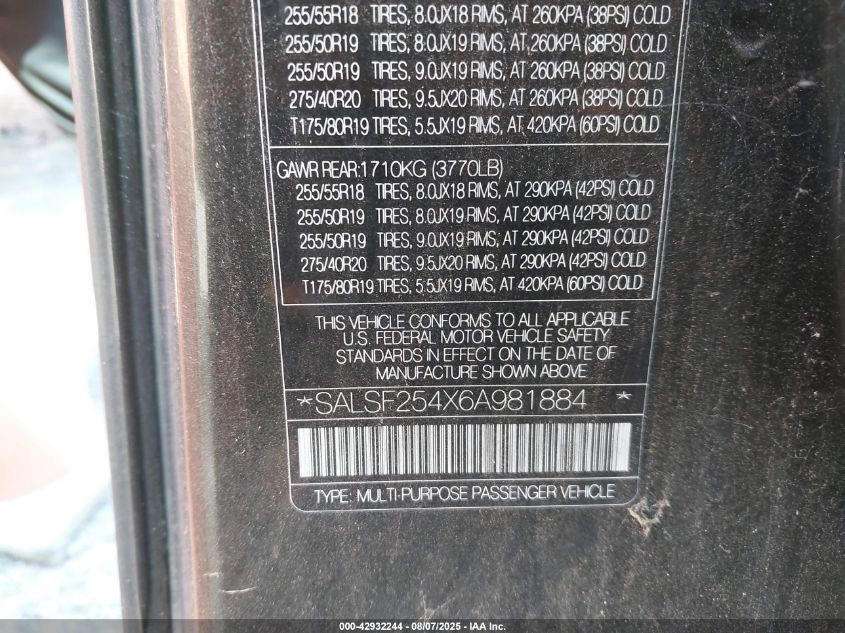 255/55R18 TIRES, 8.0JX18 RIMS, AT 260KPA (38PSI) COLD
255/50R19 TIRES, 8.0JX19 RIMS, AT 260KPA (38PSI) COLD
255/50R19 TIRES, 9.0JX19 RIMS, AT 260KPA (38PSI) COLD
275/40R20 TIRES, 9.5JX20 RIMS, AT 260KPA (38PSI) COLD
T175/80R19 TIRES, 5.5JX19 RIMS, AT 420KPA (60PSI) COLD
GAWR REAR:1710KG (3770LB)
255/55R18 TIRES, 8.0JX18 RIMS, AT 290KPA (42PSI) COLD
255/50R19 TIRES, 8.0JX19 RIMS, AT 290KPA (42PSI) COLD
255/50R19 TIRES, 9.0JX19 RIMS, AT 290KPA (42PSI) COLD
275/40R20 TIRES, 9.5JX20 RIMS, AT 290KPA (42PSI) COLD
T175/80R19 TIRES, 5.5JX19 RIMS, AT 420KPA (60PSI) COLD
THIS VEHICLE CONFORMS TO ALL APPLICABLE
U.S. FEDERAL MOTOR VEHICLE SAFETY
STANDARDS IN EFFECT ON THE DATE OF
MANUFACTURE SHOWN ABOVE
*SALSF254X6A981884 *
TYPE: MULTI-PURPOSE PASSENGER VEHICLE
000-42932244 - 08/07/2025 - IAA Inc.